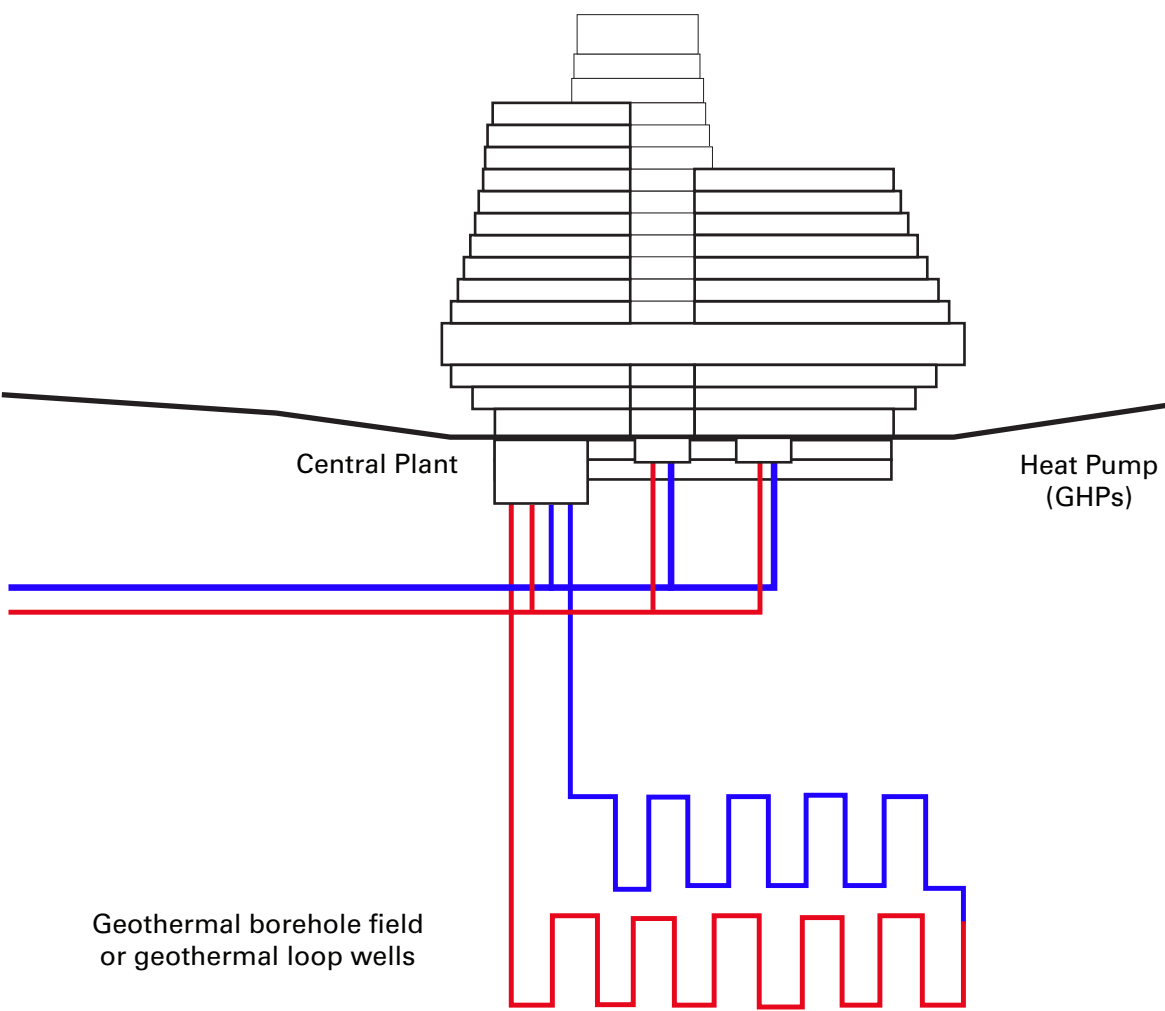 Central Plant
Heat Pump
(GHPs)
Geothermal borehole field
or geothermal loop wells